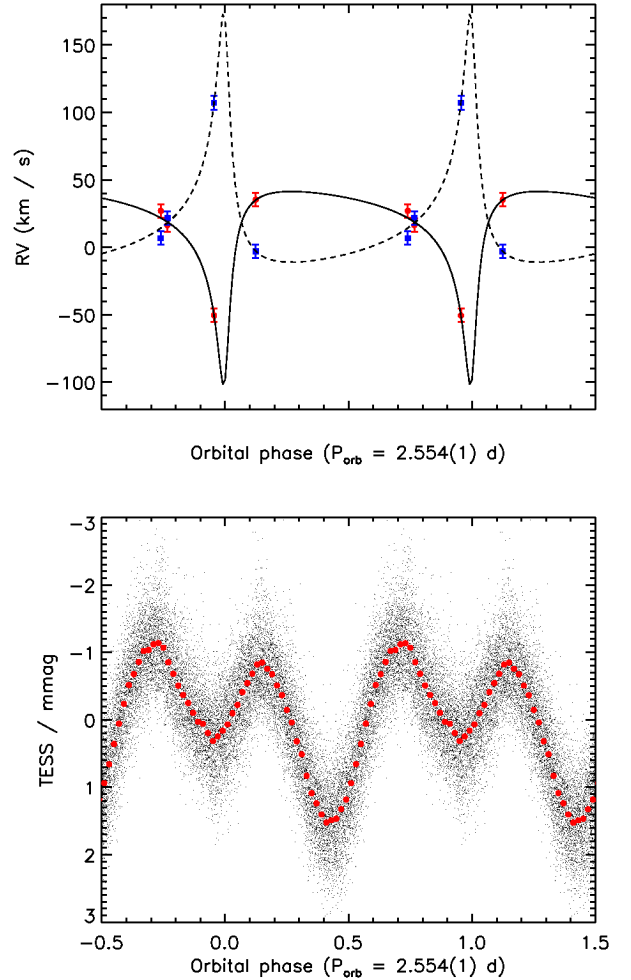 150
100
50
0
−50
−100
RV (km / s)
Orbital phase (Porb = 2.554(1) d)
−3
−2
−1
0
1
2
3
TESS / mmag
−0.5 0.0 0.5 1.0 1.5
Orbital phase (Porb = 2.554(1) d)